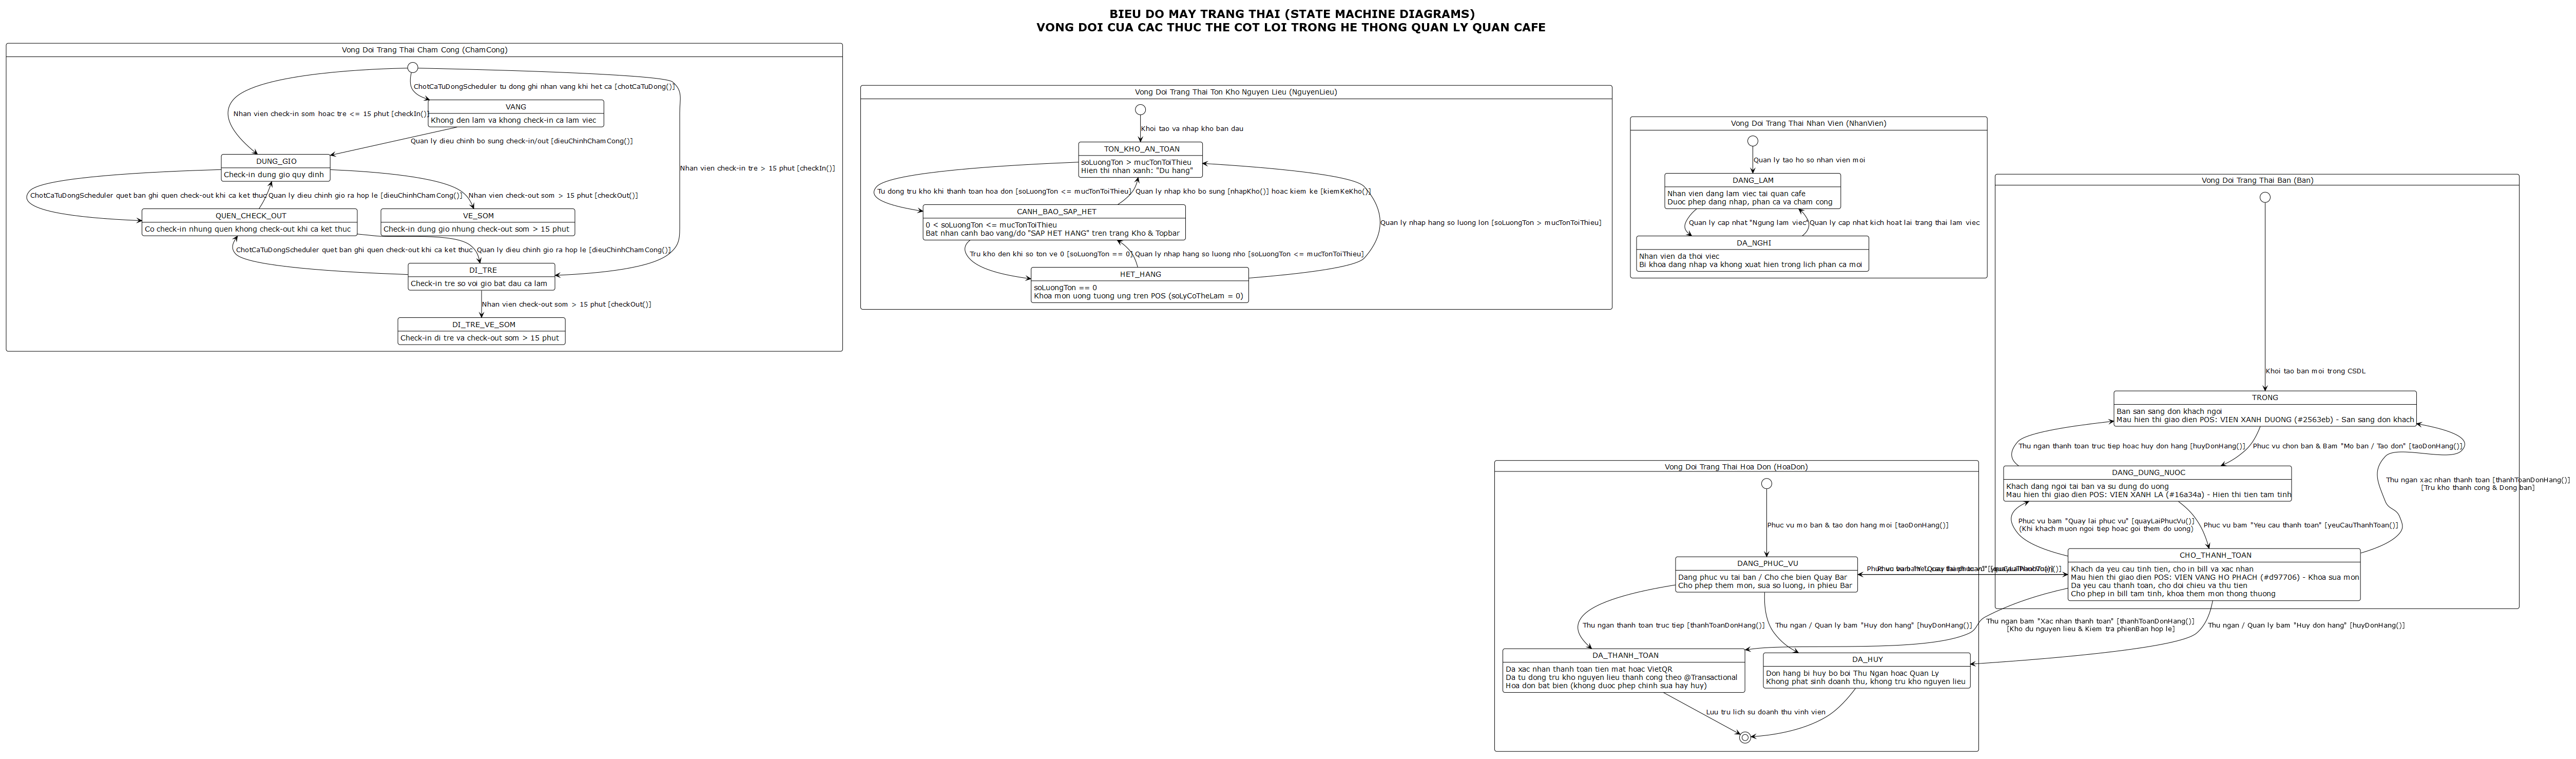 BIEU DO MAY TRANG THAI (STATE MACHINE DIAGRAMS)
VONG DOI CUA CAC THUC THE COT LOI TRONG HE THONG QUAN LY QUAN CAFE
Vong Doi Trang Thai Cham Cong (ChamCong)
ChotCaTuDongScheduler tu dong ghi nhan vang khi het ca [chotCaTuDong()]
Nhan vien check-in som hoac tre <= 15 phut [checkIn()]
VANG
Khong den lam va khong check-in ca lam viec
Quan ly dieu chinh bo sung check-in/out [dieuChinhChamCong()]
DUNG_GIO
Check-in dung gio quy dinh
Nhan vien check-in tre > 15 phut [checkIn()]
ChotCaTuDongScheduler quet ban ghi quen check-out khi ca ket thuc
Quan ly dieu chinh gio ra hop le [dieuChinhChamCong()]
Nhan vien check-out som > 15 phut [checkOut()]
QUEN_CHECK_OUT
Co check-in nhung quen khong check-out khi ca ket thuc
VE_SOM
Check-in dung gio nhung check-out som > 15 phut
ChotCaTuDongScheduler quet ban ghi quen check-out khi ca ket thuc
Quan ly dieu chinh gio ra hop le [dieuChinhChamCong()]
DI_TRE
Check-in tre so voi gio bat dau ca lam
Nhan vien check-out som > 15 phut [checkOut()]
DI_TRE_VE_SOM
Check-in di tre va check-out som > 15 phut
Vong Doi Trang Thai Ton Kho Nguyen Lieu (NguyenLieu)
Khoi tao va nhap kho ban dau
TON_KHO_AN_TOAN
soLuongTon > mucTonToiThieu
Hien thi nhan xanh: "Du hang"
Tu dong tru kho khi thanh toan hoa don [soLuongTon <= mucTonToiThieu]
Quan ly nhap kho bo sung [nhapKho()] hoac kiem ke [kiemKeKho()]
CANH_BAO_SAP_HET
0 < soLuongTon <= mucTonToiThieu
Bat nhan canh bao vang/do "SAP HET HANG" tren trang Kho & Topbar
Quan ly nhap hang so luong lon [soLuongTon > mucTonToiThieu]
Tru kho den khi so ton ve 0 [soLuongTon == 0]
Quan ly nhap hang so luong nho [soLuongTon <= mucTonToiThieu]
HET_HANG
soLuongTon == 0
Khoa mon uong tuong ung tren POS (soLyCoTheLam = 0)
Vong Doi Trang Thai Nhan Vien (NhanVien)
Quan ly tao ho so nhan vien moi
DANG_LAM
Nhan vien dang lam viec tai quan cafe
Duoc phep dang nhap, phan ca va cham cong
Quan ly cap nhat "Ngung lam viec"
Quan ly cap nhat kich hoat lai trang thai lam viec
DA_NGHI
Nhan vien da thoi viec
Bi khoa dang nhap va khong xuat hien trong lich phan ca moi
Vong Doi Trang Thai Ban (Ban)
Khoi tao ban moi trong CSDL
TRONG
Ban san sang don khach ngoi
Mau hien thi giao dien POS: VIEN XANH DUONG (#2563eb) - San sang don khach
Thu ngan thanh toan truc tiep hoac huy don hang [huyDonHang()]
Phuc vu chon ban & Bam "Mo ban / Tao don" [taoDonHang()]
DANG_DUNG_NUOC
Khach dang ngoi tai ban va su dung do uong
Mau hien thi giao dien POS: VIEN XANH LA (#16a34a) - Hien thi tien tam tinh
Thu ngan xac nhan thanh toan [thanhToanDonHang()]
[Tru kho thanh cong & Dong ban]
Phuc vu bam "Quay lai phuc vu" [quayLaiPhucVu()]
(Khi khach muon ngoi tiep hoac goi them do uong)
Phuc vu bam "Yeu cau thanh toan" [yeuCauThanhToan()]
CHO_THANH_TOAN
Khach da yeu cau tinh tien, cho in bill va xac nhan
Mau hien thi giao dien POS: VIEN VANG HO PHACH (#d97706) - Khoa sua mon
Da yeu cau thanh toan, cho doi chieu va thu tien
Cho phep in bill tam tinh, khoa them mon thong thuong
Vong Doi Trang Thai Hoa Don (HoaDon)
Phuc vu mo ban & tao don hang moi [taoDonHang()]
DANG_PHUC_VU
Dang phuc vu tai ban / Cho che bien Quay Bar
Cho phep them mon, sua so luong, in phieu Bar
Thu ngan thanh toan truc tiep [thanhToanDonHang()]
Thu ngan / Quan ly bam "Huy don hang" [huyDonHang()]
Thu ngan bam "Xac nhan thanh toan" [thanhToanDonHang()]
[Kho du nguyen lieu & Kiem tra phienBan hop le]
Thu ngan / Quan ly bam "Huy don hang" [huyDonHang()]
DA_THANH_TOAN
Da xac nhan thanh toan tien mat hoac VietQR
Da tu dong tru kho nguyen lieu thanh cong theo @Transactional
Hoa don bat bien (khong duoc phep chinh sua hay huy)
DA_HUY
Don hang bi huy bo boi Thu Ngan hoac Quan Ly
Khong phat sinh doanh thu, khong tru kho nguyen lieu
Luu tru lich su doanh thu vinh vien